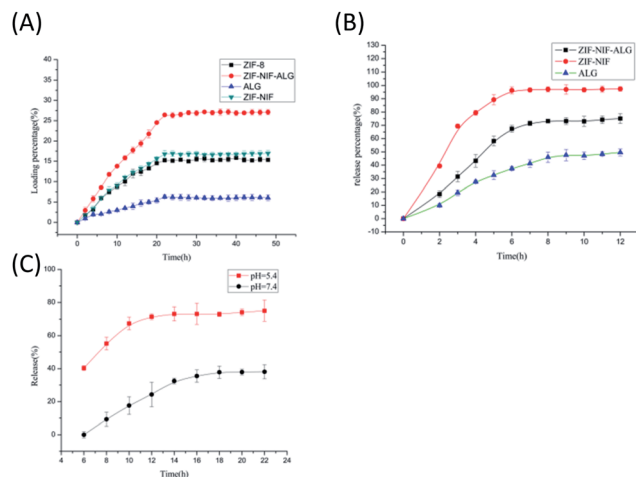 (A)
ZIF-8
ZIF-NIF-ALG
ALG
ZIF-NIF
Loading percentage(%)
40
35
30
25
20
15
10
5
0
0 10 20 30 40 50
Time(h)
(B)
ZIF-NIF-ALG
ZIF-NIF
ALG
release percentage(%)
130
120
110
100
90
80
70
60
50
40
30
20
10
0
-10
0 2 4 6 8 10 12
Time(h)
(C)
pH=5.4
pH=7.4
Release(%)
80
60
40
20
0
4 6 8 10 12 14 16 18 20 22 24
Time(h)